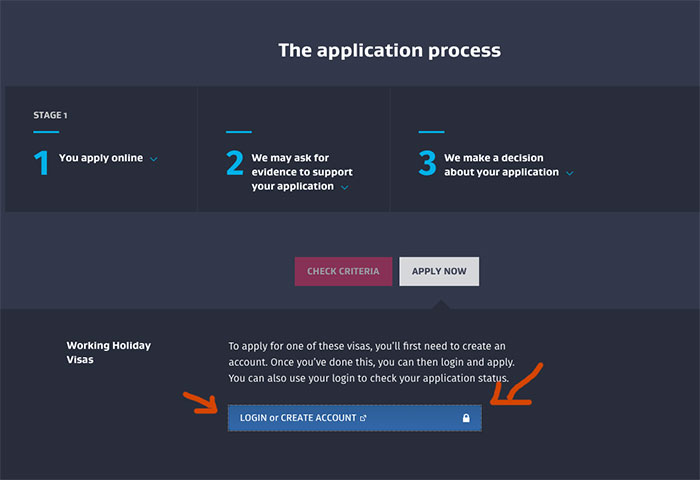 The application process
STAGE 1
1
You apply online
2
We may ask for
evidence to support
your application
3
We make a decision
about your application
CHECK CRITERIA
APPLY NOW
Working Holiday
Visas
To apply for one of these visas, you'll first need to create an
account. Once you've done this, you can then login and apply.
You can also use your login to check your application status.
LOGIN or CREATE ACCOUNT